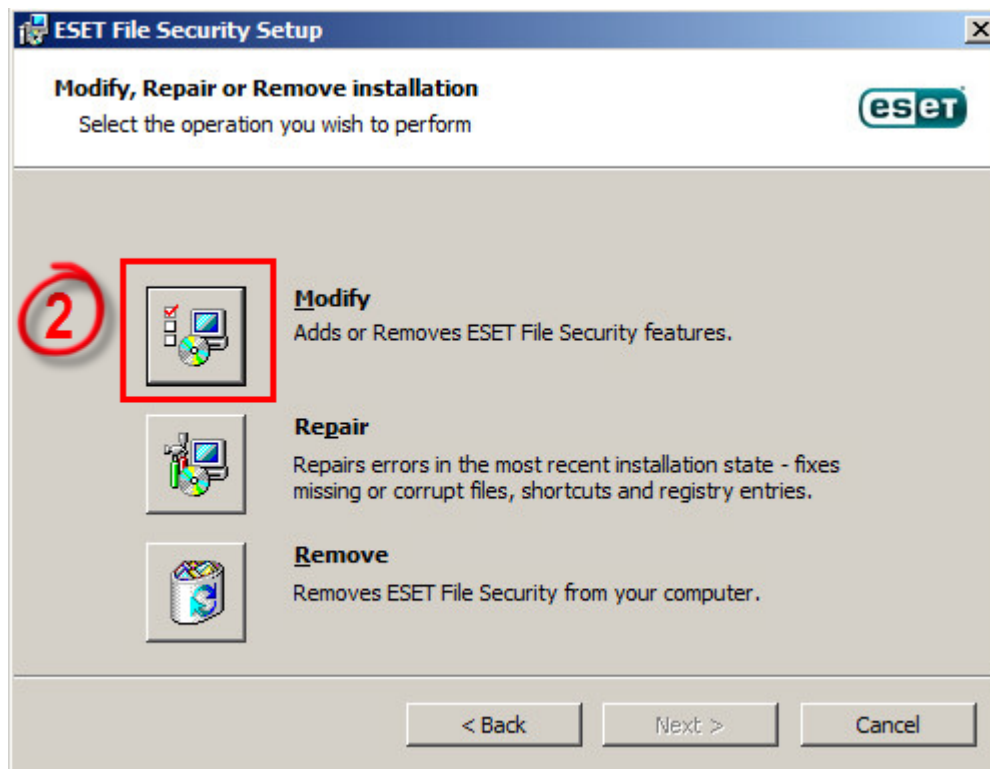 ESET File Security Setup
Modify, Repair or Remove installation
Select the operation you wish to perform
eseT
2
Modify
Adds or Removes ESET File Security features.
Repair
Repairs errors in the most recent installation state - fixes
missing or corrupt files, shortcuts and registry entries.
Remove
Removes ESET File Security from your computer.
< Back Next > Cancel